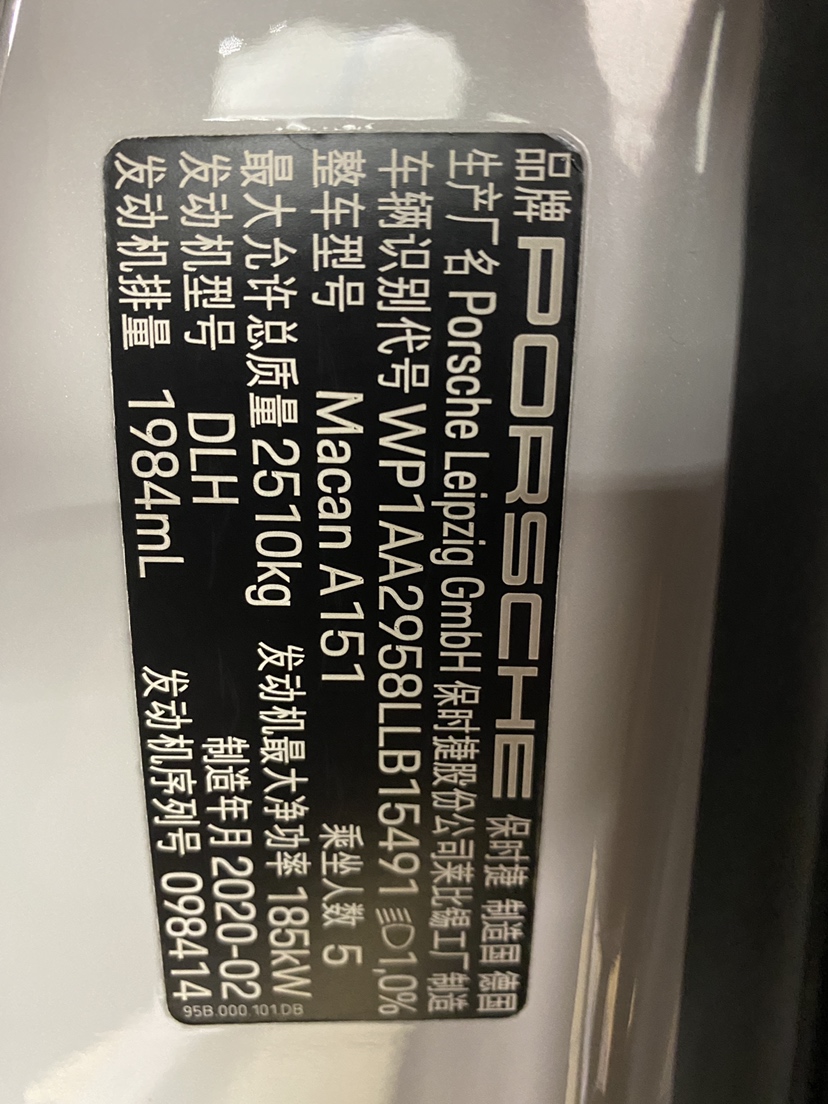 品牌 PORSCHE 保时捷 制造国 德国
生产厂名 Porsche Leipzig GmbH 保时捷股份公司莱比锡工厂 制造
车辆识别代号 WP1AA2958LLB15491 1,0%
整车型号 Macan A151 乘坐人数 5
最大允许总质量 2510kg 发动机最大净功率 185kW
发动机型号 DLH 制造年月 2020-02
发动机排量 1984mL 发动机序列号 098414
95B.000.101DB